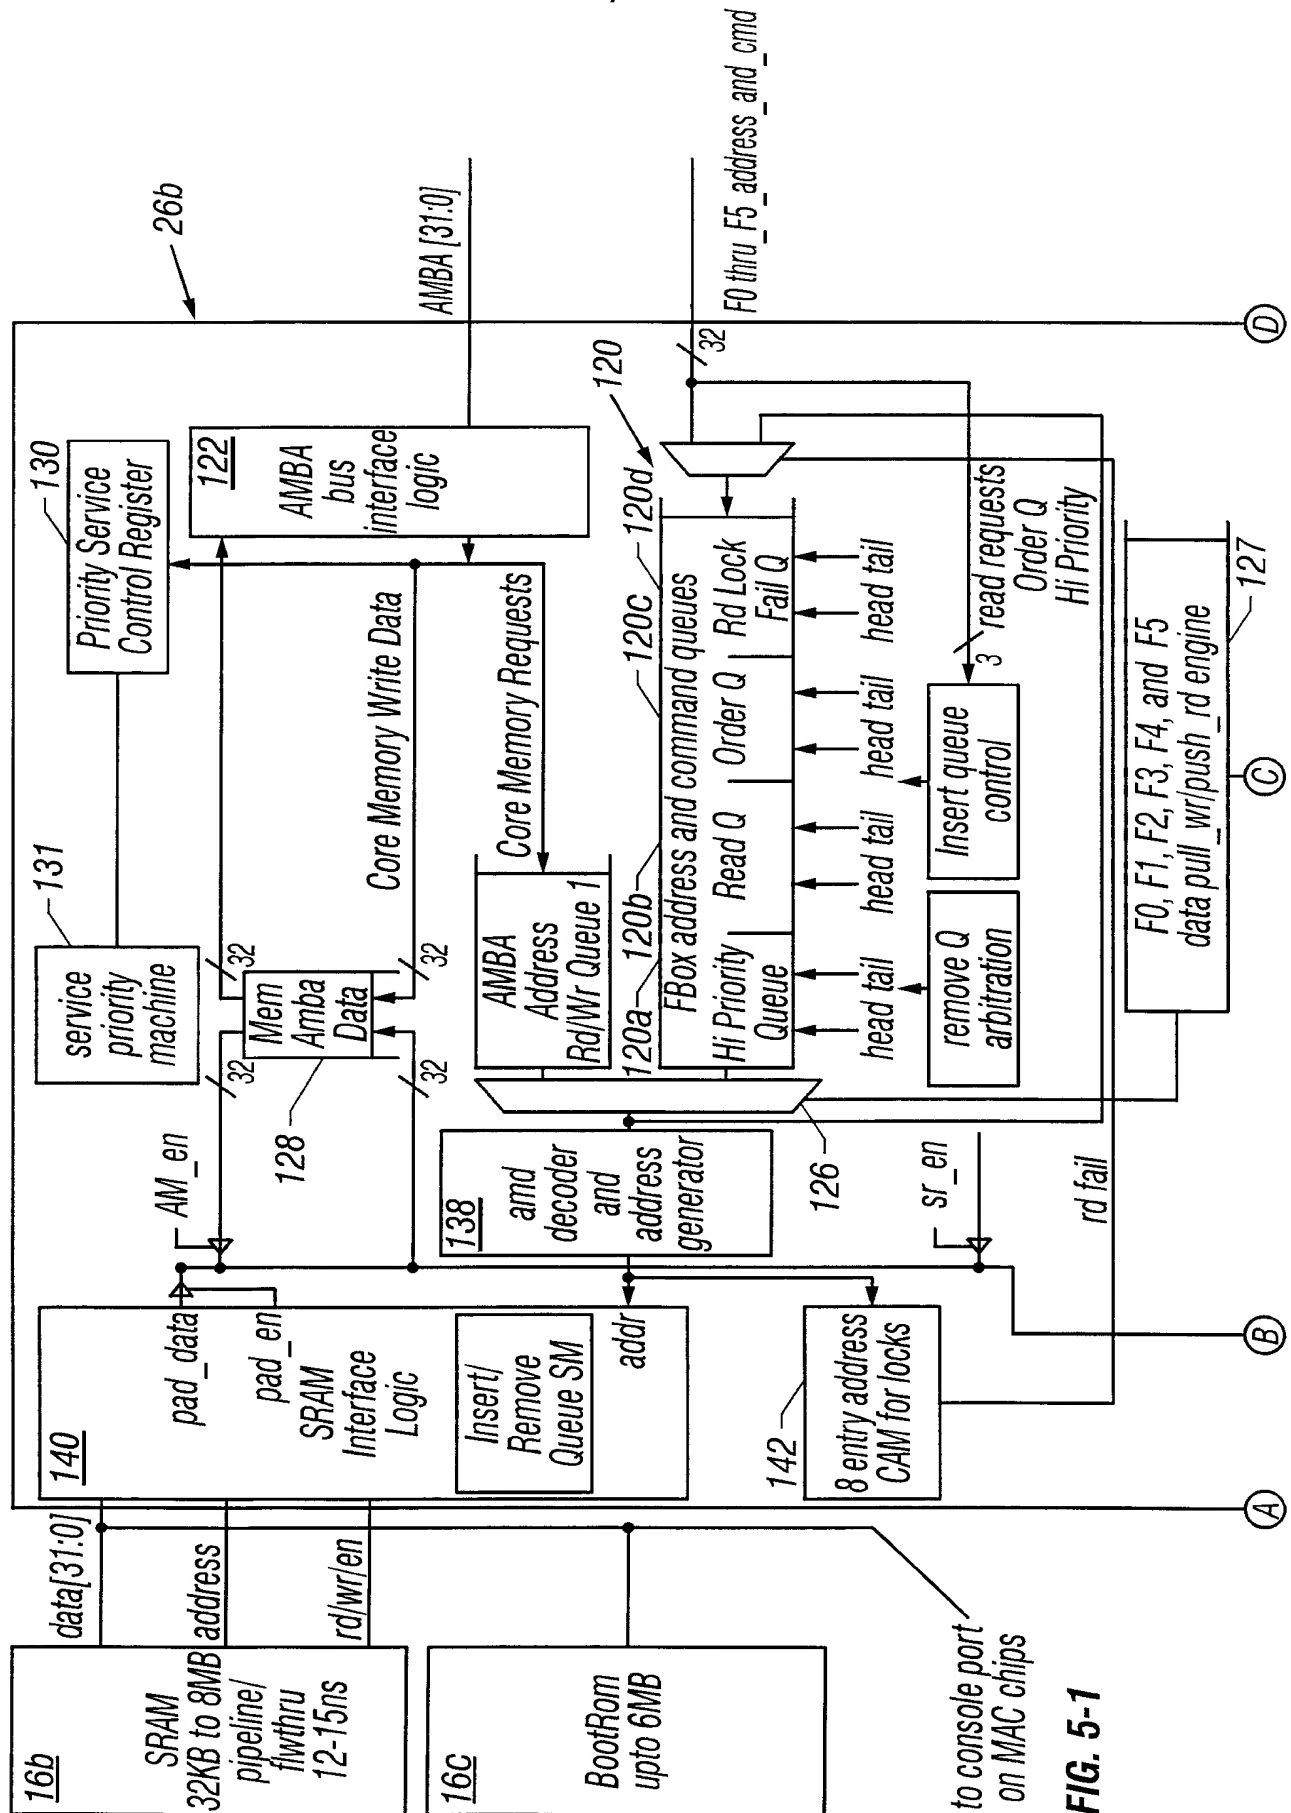 26b
AMBA [31:0]
F0 thru_F5_address_and_cmd
130
Priority Service
Control Register
122
AMBA
bus
interface
logic
131
service
priority
machine
32
32
32
32
Mem
Amba
Data
128
AM_en
Core Memory Write Data
Core Memory Requests
AMBA
Address
Rd/Wr Queue 1
120
32
120a
120b
120c
120d
FBox address and command queues
Hi Priority
Queue
Read Q
Order Q
Rd Lock
Fail Q
head tail
head tail
head tail
head tail
remove Q
arbitration
Insert queue
control
3
read requests
Order Q
Hi Priority
F0, F1, F2, F3, F4, and F5
data pull_wr/push_rd engine
127
126
138
amd
decoder
and
address
generator
sr_en
rd fail
140
pad_data
pad_en
SRAM
Interface
Logic
Insert/
Remove
Queue SM
addr
142
8 entry address
CAM for locks
data[31:0]
address
rd/wr/en
16b
SRAM
32KB to 8MB
pipeline/
flwthru
12-15ns
16c
BootRom
upto 6MB
to console port
on MAC chips
A
B
C
D
FIG. 5-1